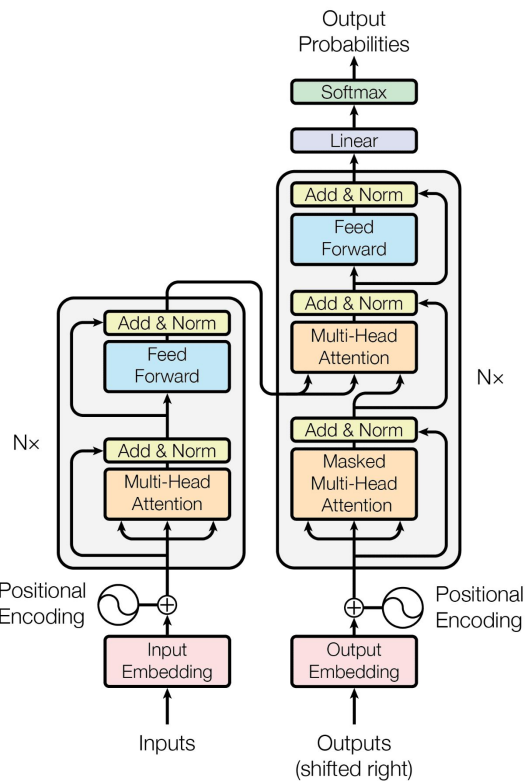 Output
Probabilities
Softmax
Linear
Add & Norm
Feed
Forward
Add & Norm
Multi-Head
Attention
Add & Norm
Masked
Multi-Head
Attention
N×
Positional
Encoding
Output
Embedding
Outputs
(shifted right)
Add & Norm
Feed
Forward
Add & Norm
Multi-Head
Attention
N×
Positional
Encoding
Input
Embedding
Inputs